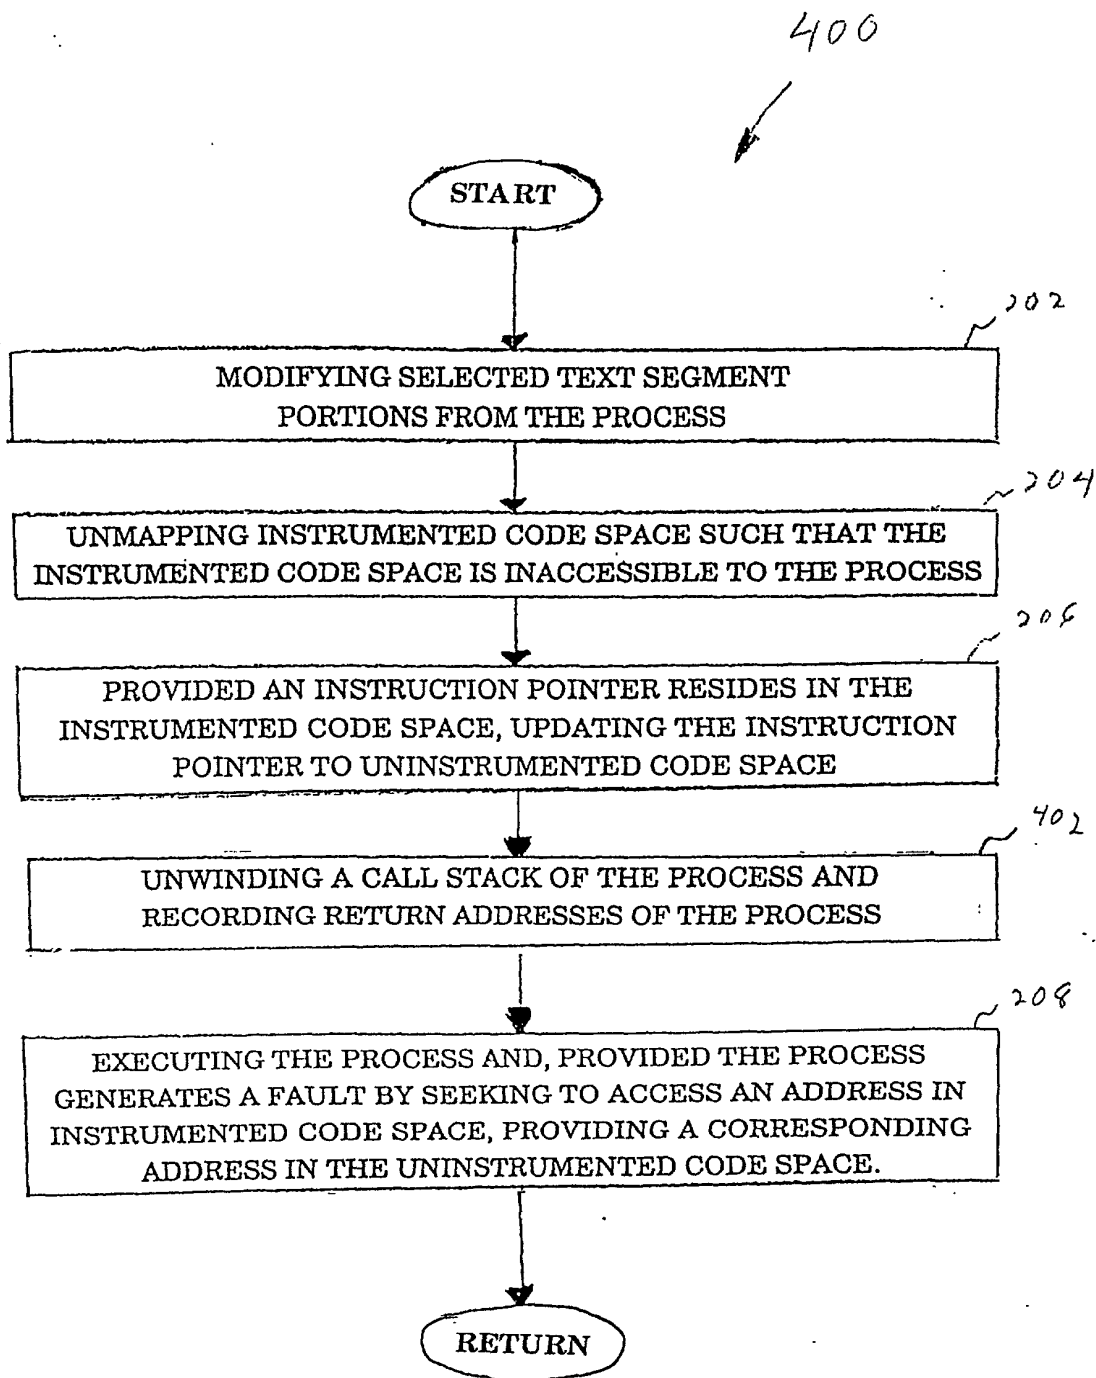 400
START
202
MODIFYING SELECTED TEXT SEGMENT
PORTIONS FROM THE PROCESS
204
UNMAPPING INSTRUMENTED CODE SPACE SUCH THAT THE
INSTRUMENTED CODE SPACE IS INACCESSIBLE TO THE PROCESS
206
PROVIDED AN INSTRUCTION POINTER RESIDES IN THE
INSTRUMENTED CODE SPACE, UPDATING THE INSTRUCTION
POINTER TO UNINSTRUMENTED CODE SPACE
402
UNWINDING A CALL STACK OF THE PROCESS AND
RECORDING RETURN ADDRESSES OF THE PROCESS
208
EXECUTING THE PROCESS AND, PROVIDED THE PROCESS
GENERATES A FAULT BY SEEKING TO ACCESS AN ADDRESS IN
INSTRUMENTED CODE SPACE, PROVIDING A CORRESPONDING
ADDRESS IN THE UNINSTRUMENTED CODE SPACE.
RETURN